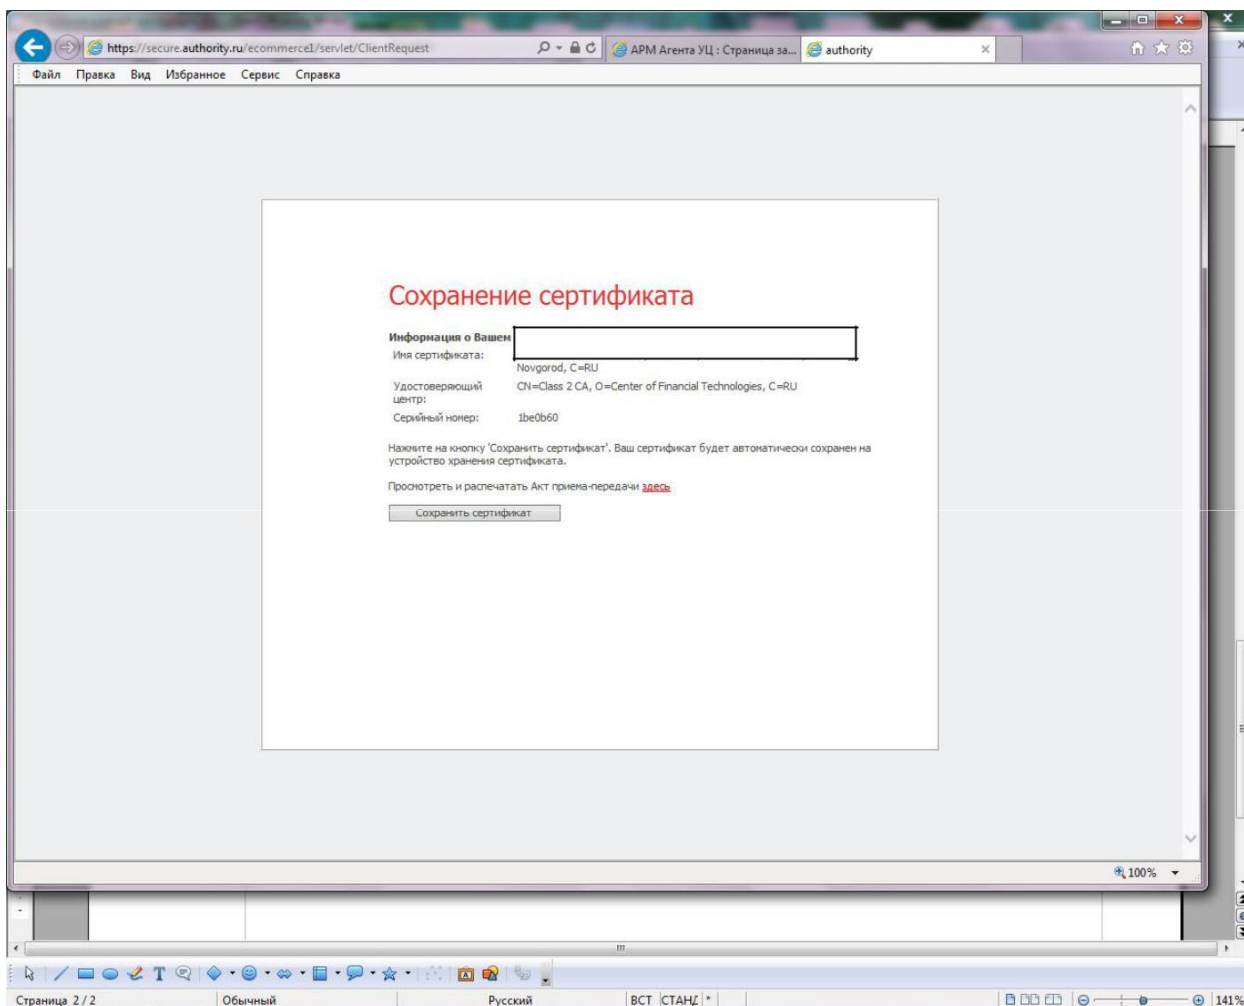 https://secure.authority.ru/ecommerce1/servlet/ClientRequest
АРМ Агента УЦ : Страница за...
authority
Файл Правка Вид Избранное Сервис Справка
Сохранение сертификата
Информация о Вашем
Имя сертификата:
Novgorod, C=RU
Удостоверяющий центр:
CN=Class 2 CA, O=Center of Financial Technologies, C=RU
Серийный номер: 1be0b60
Нажмите на кнопку 'Сохранить сертификат'. Ваш сертификат будет автоматически сохранен на
устройство хранения сертификата.
Просмотреть и распечатать Акт приема-передачи здесь
Сохранить сертификат
100%
Страница 2 / 2 Обычный Русский ВСТ СТАНД * 141%